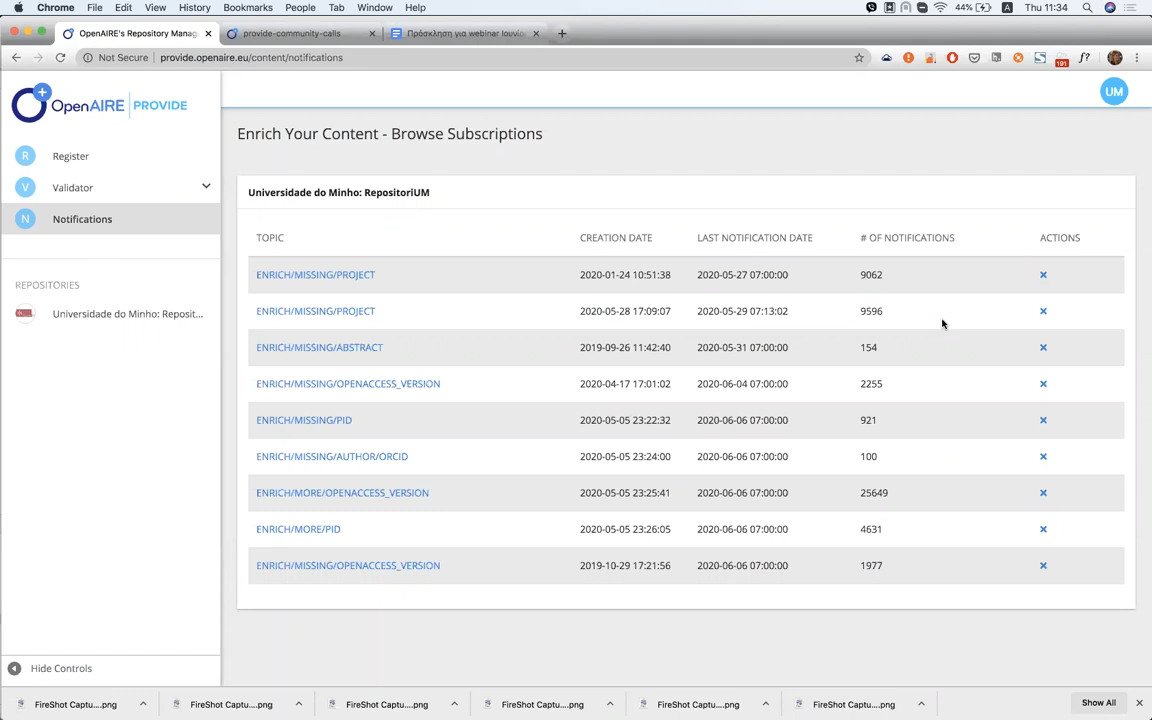 Chrome File Edit View History Bookmarks People Tab Window Help 44% A Thu 11:34
OpenAIRE's Repository Manag × provide-community-calls × Πρόσκληση για webinar Ιουνίο × +
Not Secure | provide.openaire.eu/content/notifications 191 f?
OpenAIRE | PROVIDE
UM
R Register
V Validator
N Notifications
REPOSITORIES
Universidade do Minho: Reposit...
Hide Controls
Enrich Your Content - Browse Subscriptions
Universidade do Minho: RepositoriUM
TOPIC CREATION DATE LAST NOTIFICATION DATE # OF NOTIFICATIONS ACTIONS
ENRICH/MISSING/PROJECT 2020-01-24 10:51:38 2020-05-27 07:00:00 9062 ×
ENRICH/MISSING/PROJECT 2020-05-28 17:09:07 2020-05-29 07:13:02 9596 ×
ENRICH/MISSING/ABSTRACT 2019-09-26 11:42:40 2020-05-31 07:00:00 154 ×
ENRICH/MISSING/OPENACCESS_VERSION 2020-04-17 17:01:02 2020-06-04 07:00:00 2255 ×
ENRICH/MISSING/PID 2020-05-05 23:22:32 2020-06-06 07:00:00 921 ×
ENRICH/MISSING/AUTHOR/ORCID 2020-05-05 23:24:00 2020-06-06 07:00:00 100 ×
ENRICH/MORE/OPENACCESS_VERSION 2020-05-05 23:25:41 2020-06-06 07:00:00 25649 ×
ENRICH/MORE/PID 2020-05-05 23:26:05 2020-06-06 07:00:00 4631 ×
ENRICH/MISSING/OPENACCESS_VERSION 2019-10-29 17:21:56 2020-06-06 07:00:00 1977 ×
FireShot Captu....png FireShot Captu....png FireShot Captu....png FireShot Captu....png FireShot Captu....png FireShot Captu....png Show All ×